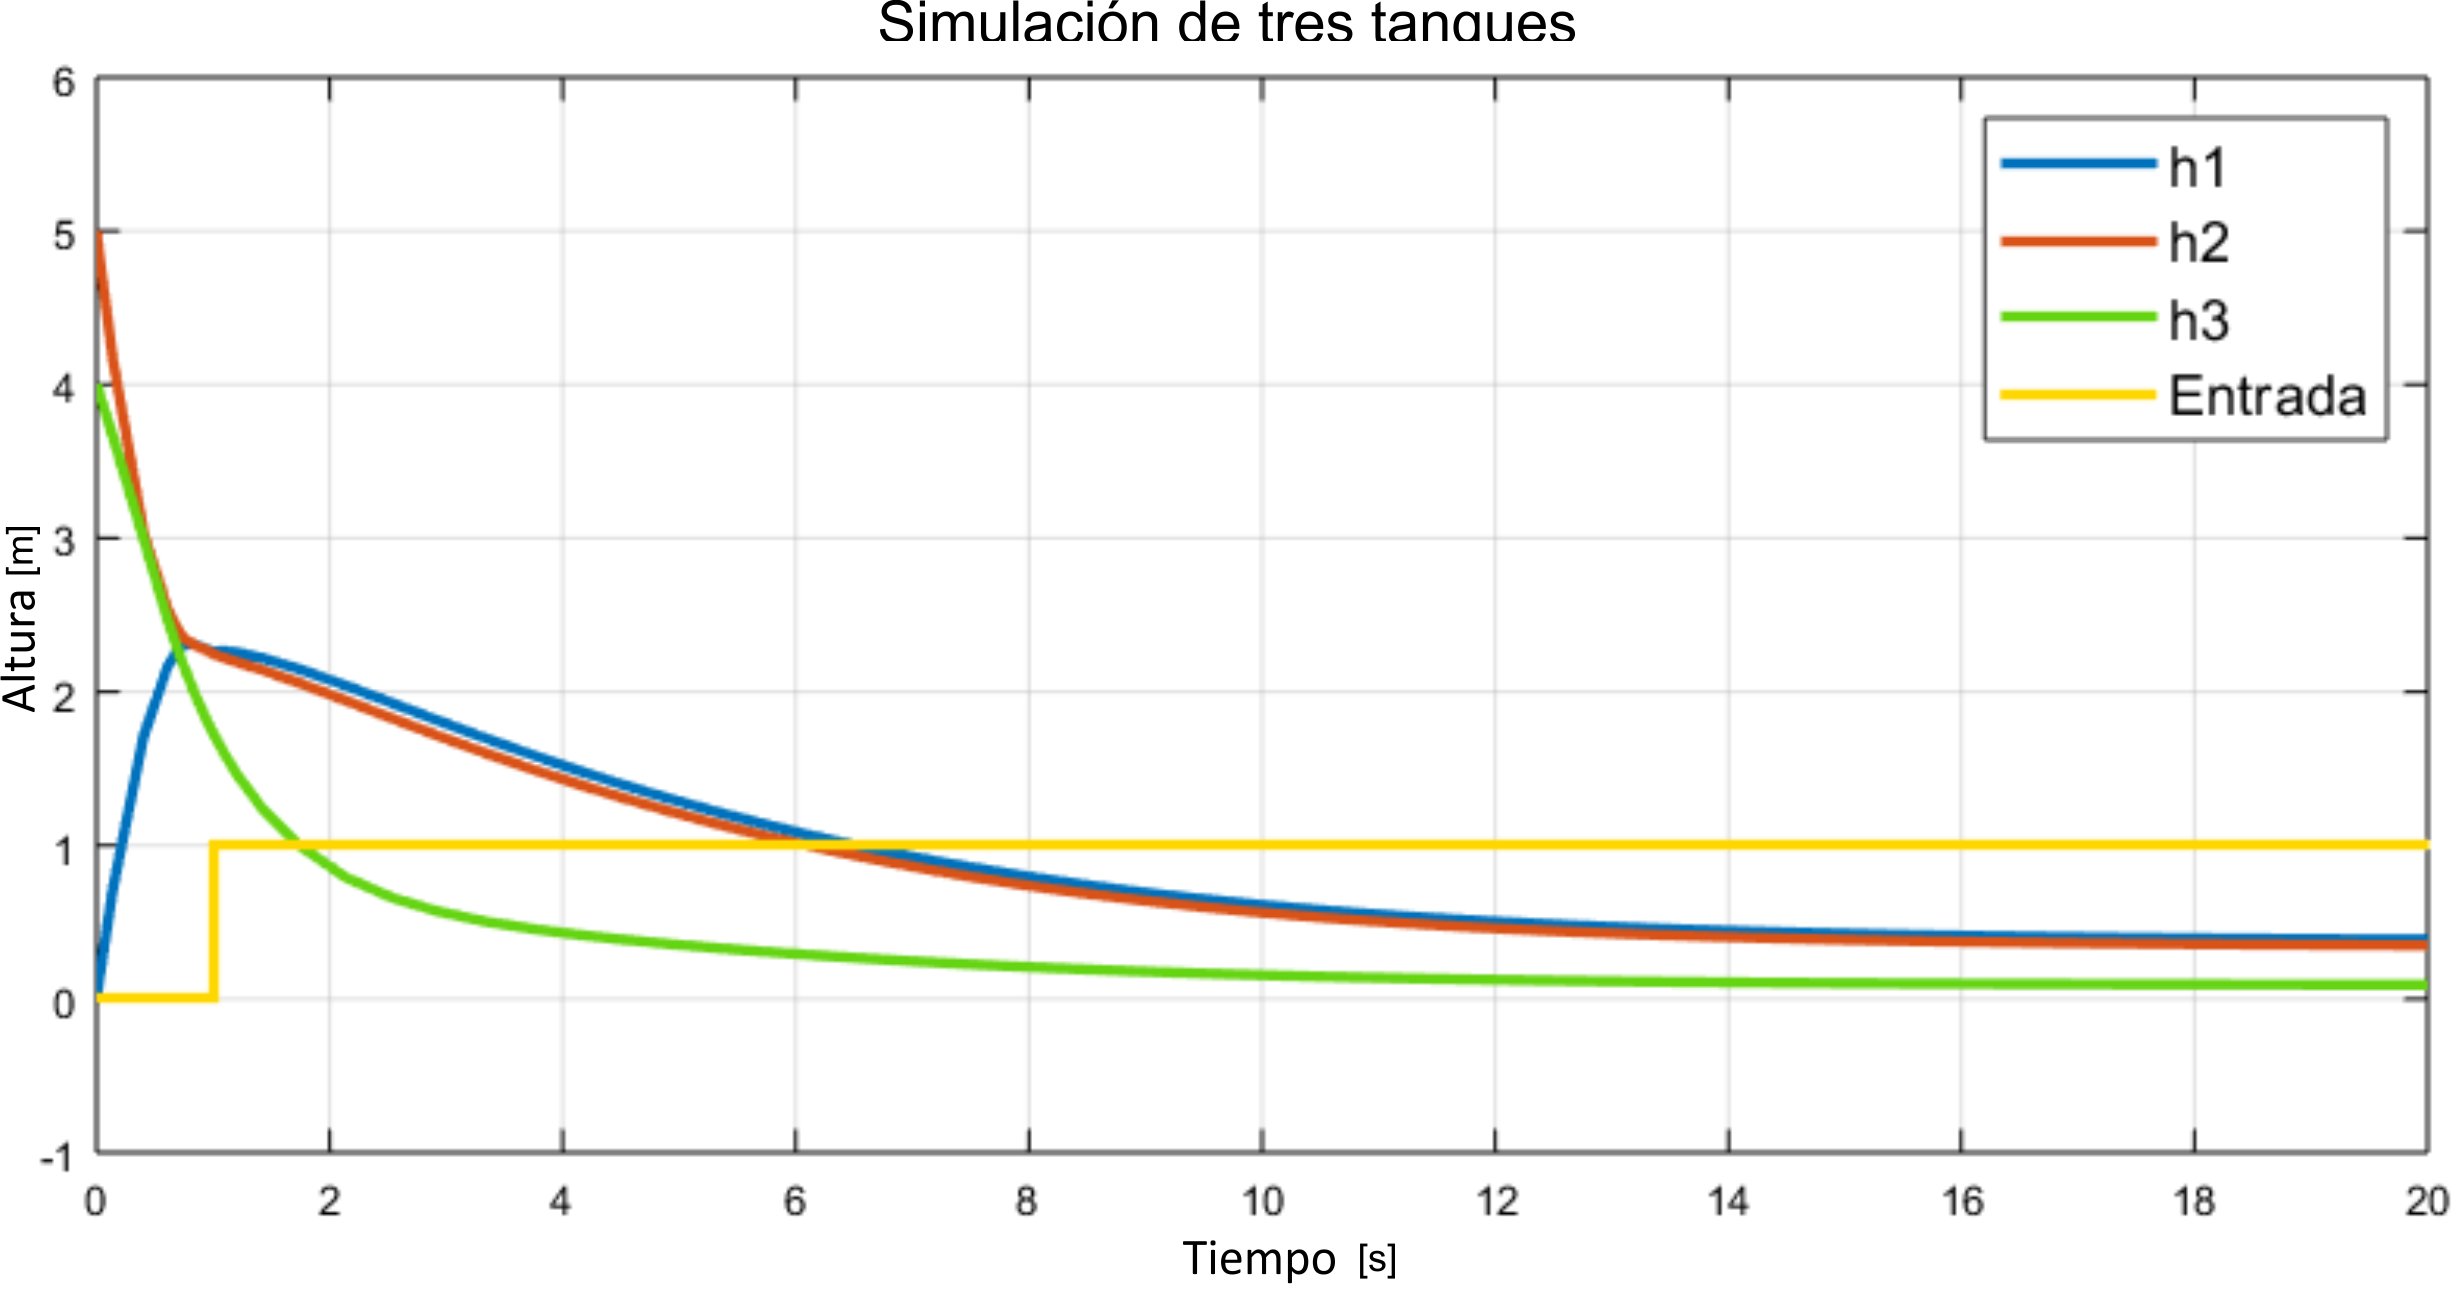 Simulación de tres tanques
6
5
4
3
2
1
0
-1
Altura [m]
h1
h2
h3
Entrada
0 2 4 6 8 10 12 14 16 18 20
Tiempo [s]